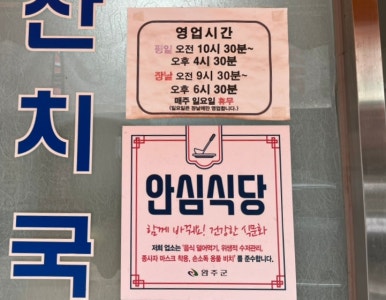 잔치국
영업시간
평일 오전 10시 30분~
오후 4시 30분
장날 오전 9시 30분~
오후 6시 30분
매주 일요일 휴무
(일요일은 장날에만 영업합니다.)
안심식당
함께 바꿔요! 건강한 식문화
저희 업소는 '음식 덜어먹기, 위생적 수저관리,
종사자 마스크 착용, 손소독 용품 비치'를 준수합니다.
완주군